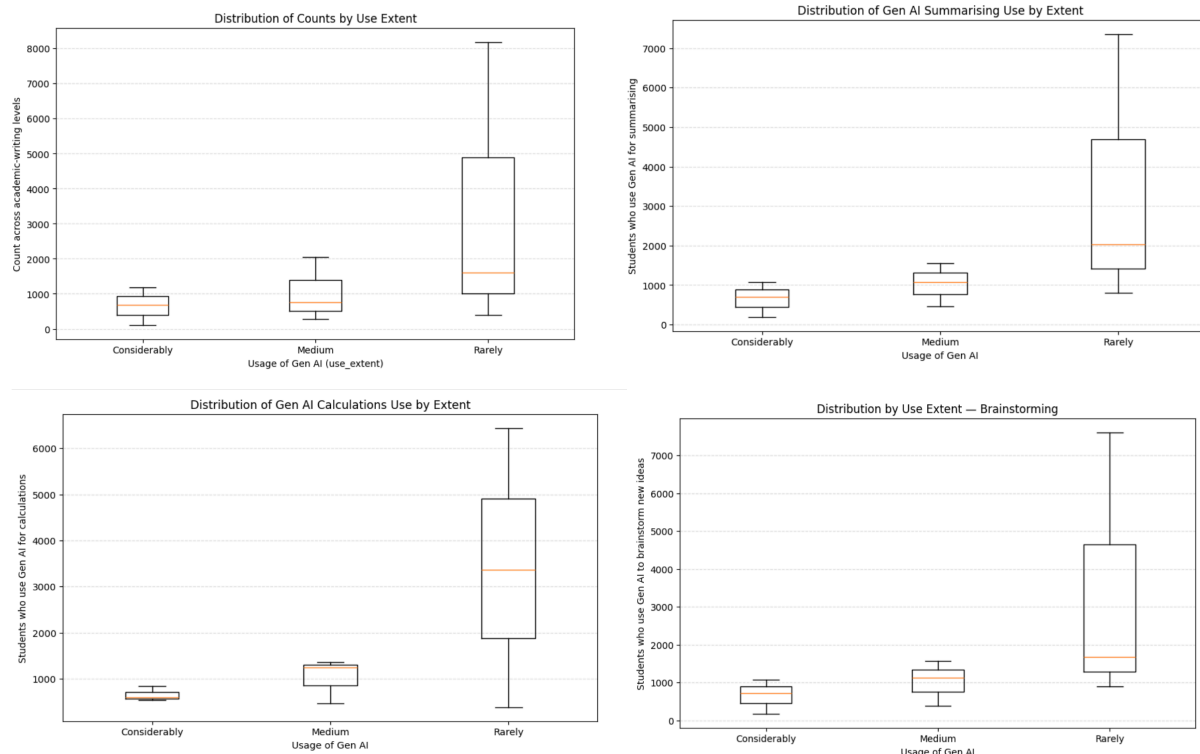 Distribution of Counts by Use Extent
Count across academic-writing levels
8000
7000
6000
5000
4000
3000
2000
1000
0
Considerably Medium Rarely
Usage of Gen AI (use_extent)
Distribution of Gen AI Summarising Use by Extent
Students who use Gen AI for summarising
7000
6000
5000
4000
3000
2000
1000
0
Considerably Medium Rarely
Usage of Gen AI
Distribution of Gen AI Calculations Use by Extent
Students who use Gen AI for calculations
6000
5000
4000
3000
2000
1000
Considerably Medium Rarely
Usage of Gen AI
Distribution by Use Extent — Brainstorming
Students who use Gen AI to brainstorm new ideas
7000
6000
5000
4000
3000
2000
1000
0
Considerably Medium Rarely
Usage of Gen AI